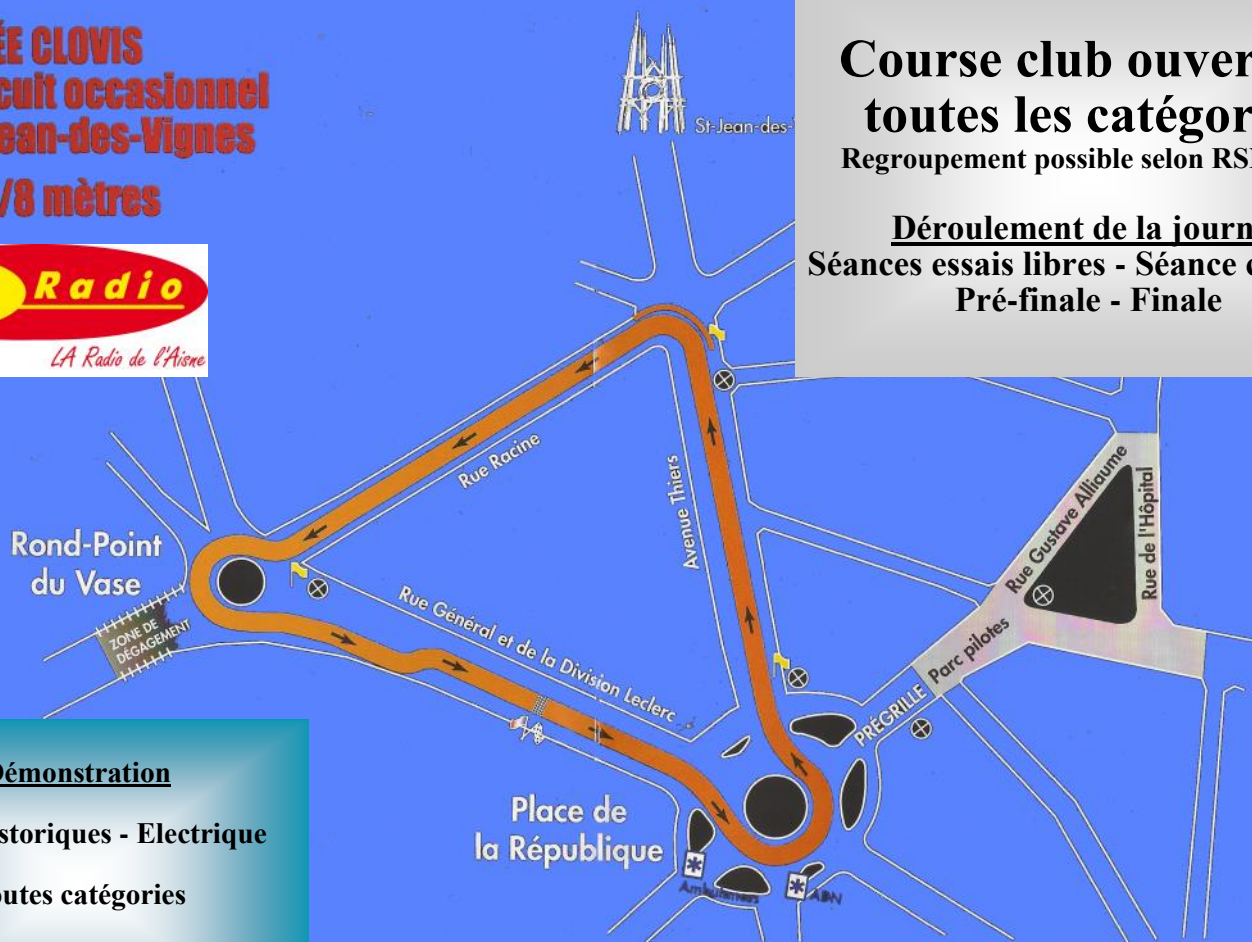 ÉE CLOVIS
cuit occasionnel
ean-des-Vignes
/8 mètres
Radio
LA Radio de l'Aisne
St-Jean-des-
Course club ouver
toutes les catégor
Regroupement possible selon RS
Déroulement de la journ
Séances essais libres - Séance
Pré-finale - Finale
Rue Racine
Avenue Thiers
Rue Gustave Alliaume
Rue de l'Hôpital
Rond-Point
du Vase
ZONE DE
DÉGAGEMENT
Rue Général et de la Division Leclerc
Parc pilotes
PRÉGRILLE
Place de
la République
Ambulances
ADN
Démonstration
storiques - Electrique
outes catégories